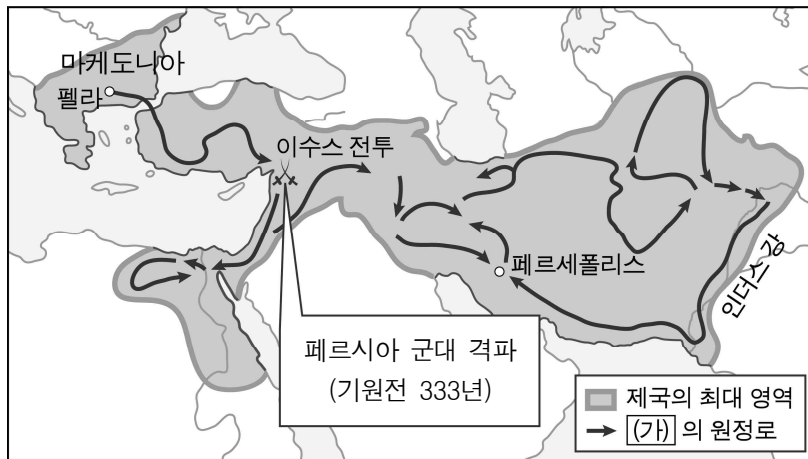 마케도니아
펠라
이수스 전투
페르세폴리스
인더스 강
페르시아 군대 격파
(기원전 333년)
제국의 최대 영역
(가) 의 원정로